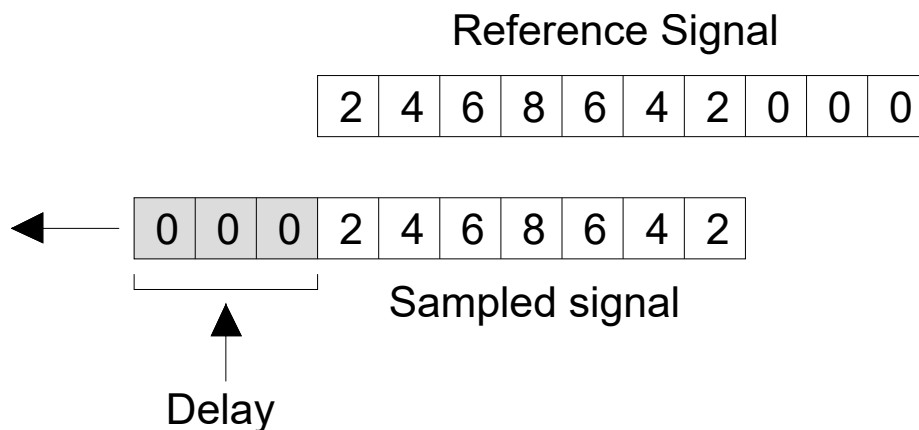 Reference Signal
2 4 6 8 6 4 2 0 0 0
0 0 0 2 4 6 8 6 4 2
Sampled signal
Delay